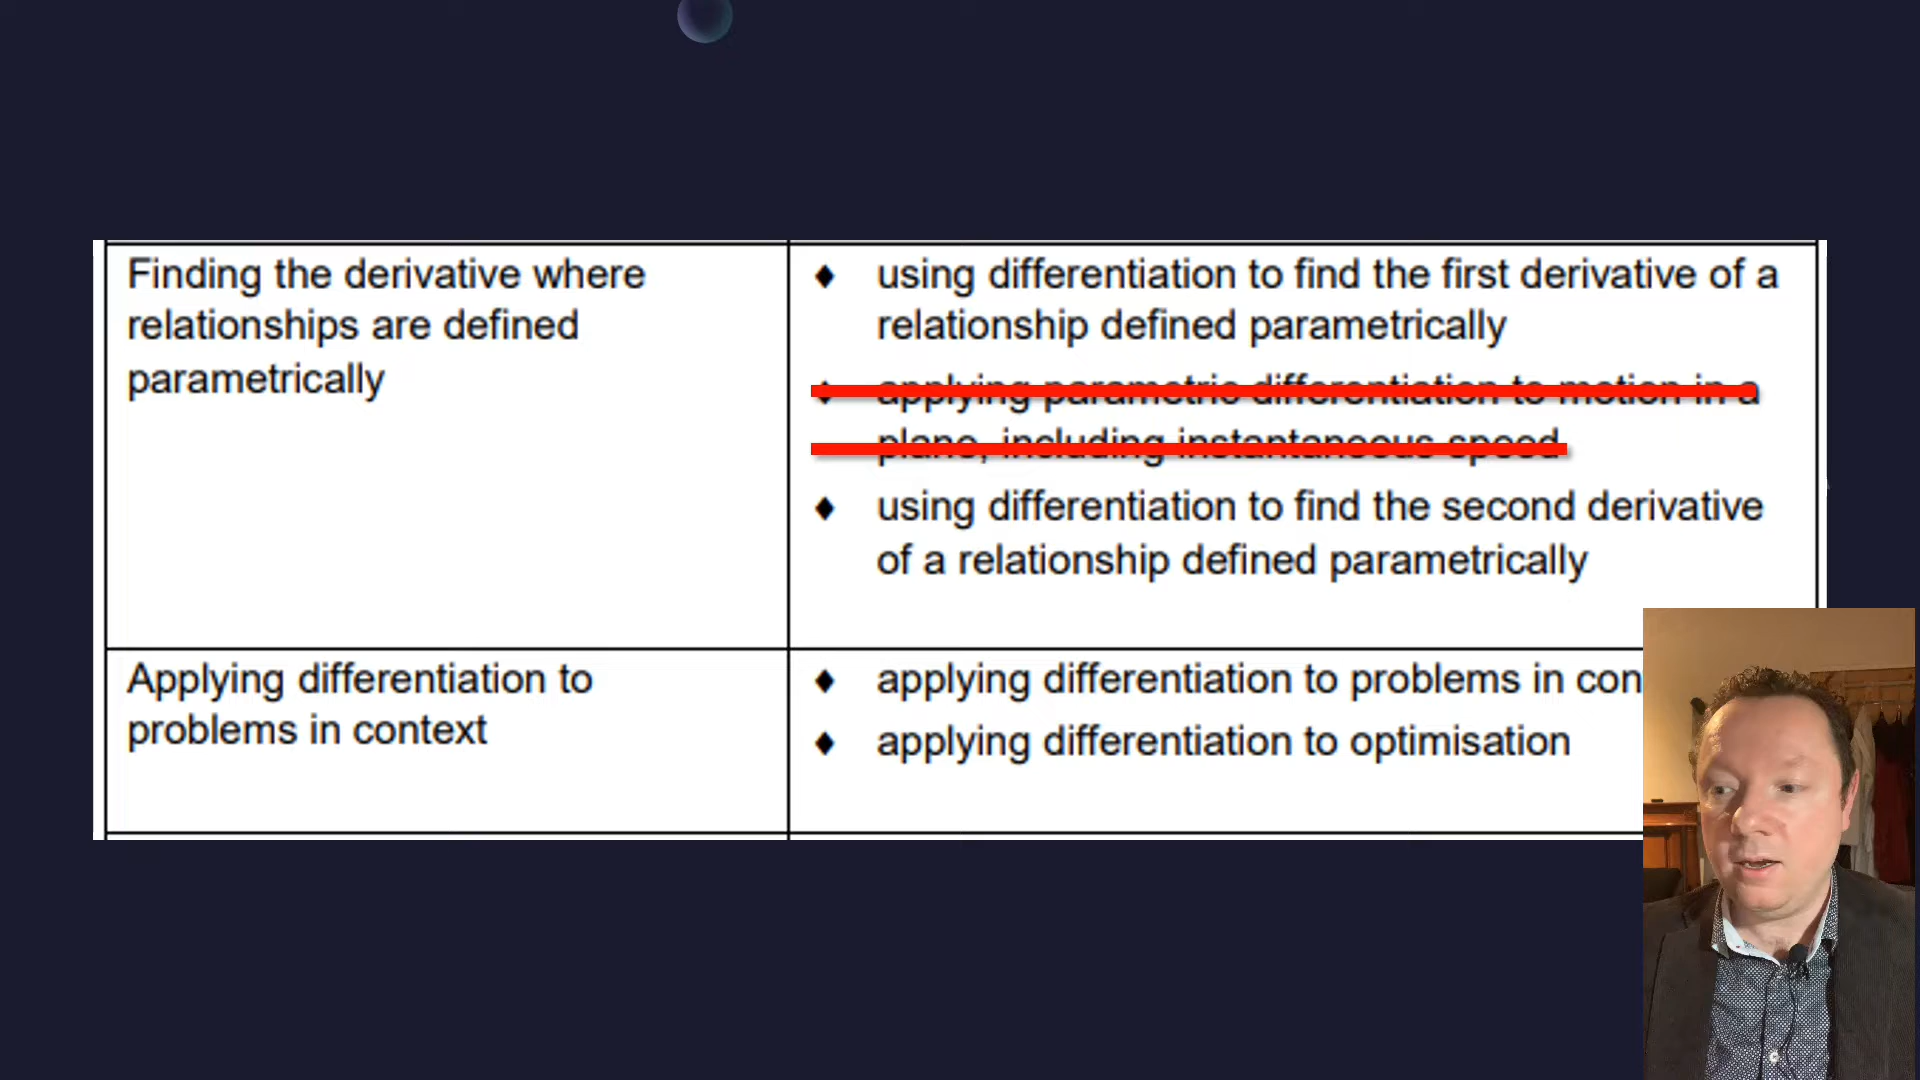 Finding the derivative where
relationships are defined
parametrically
♦ using differentiation to find the first derivative of a
relationship defined parametrically
♦ applying parametric differentiation to motion in a
plane, including instantaneous speed
♦ using differentiation to find the second derivative
of a relationship defined parametrically
Applying differentiation to
problems in context
♦ applying differentiation to problems in con
♦ applying differentiation to optimisation